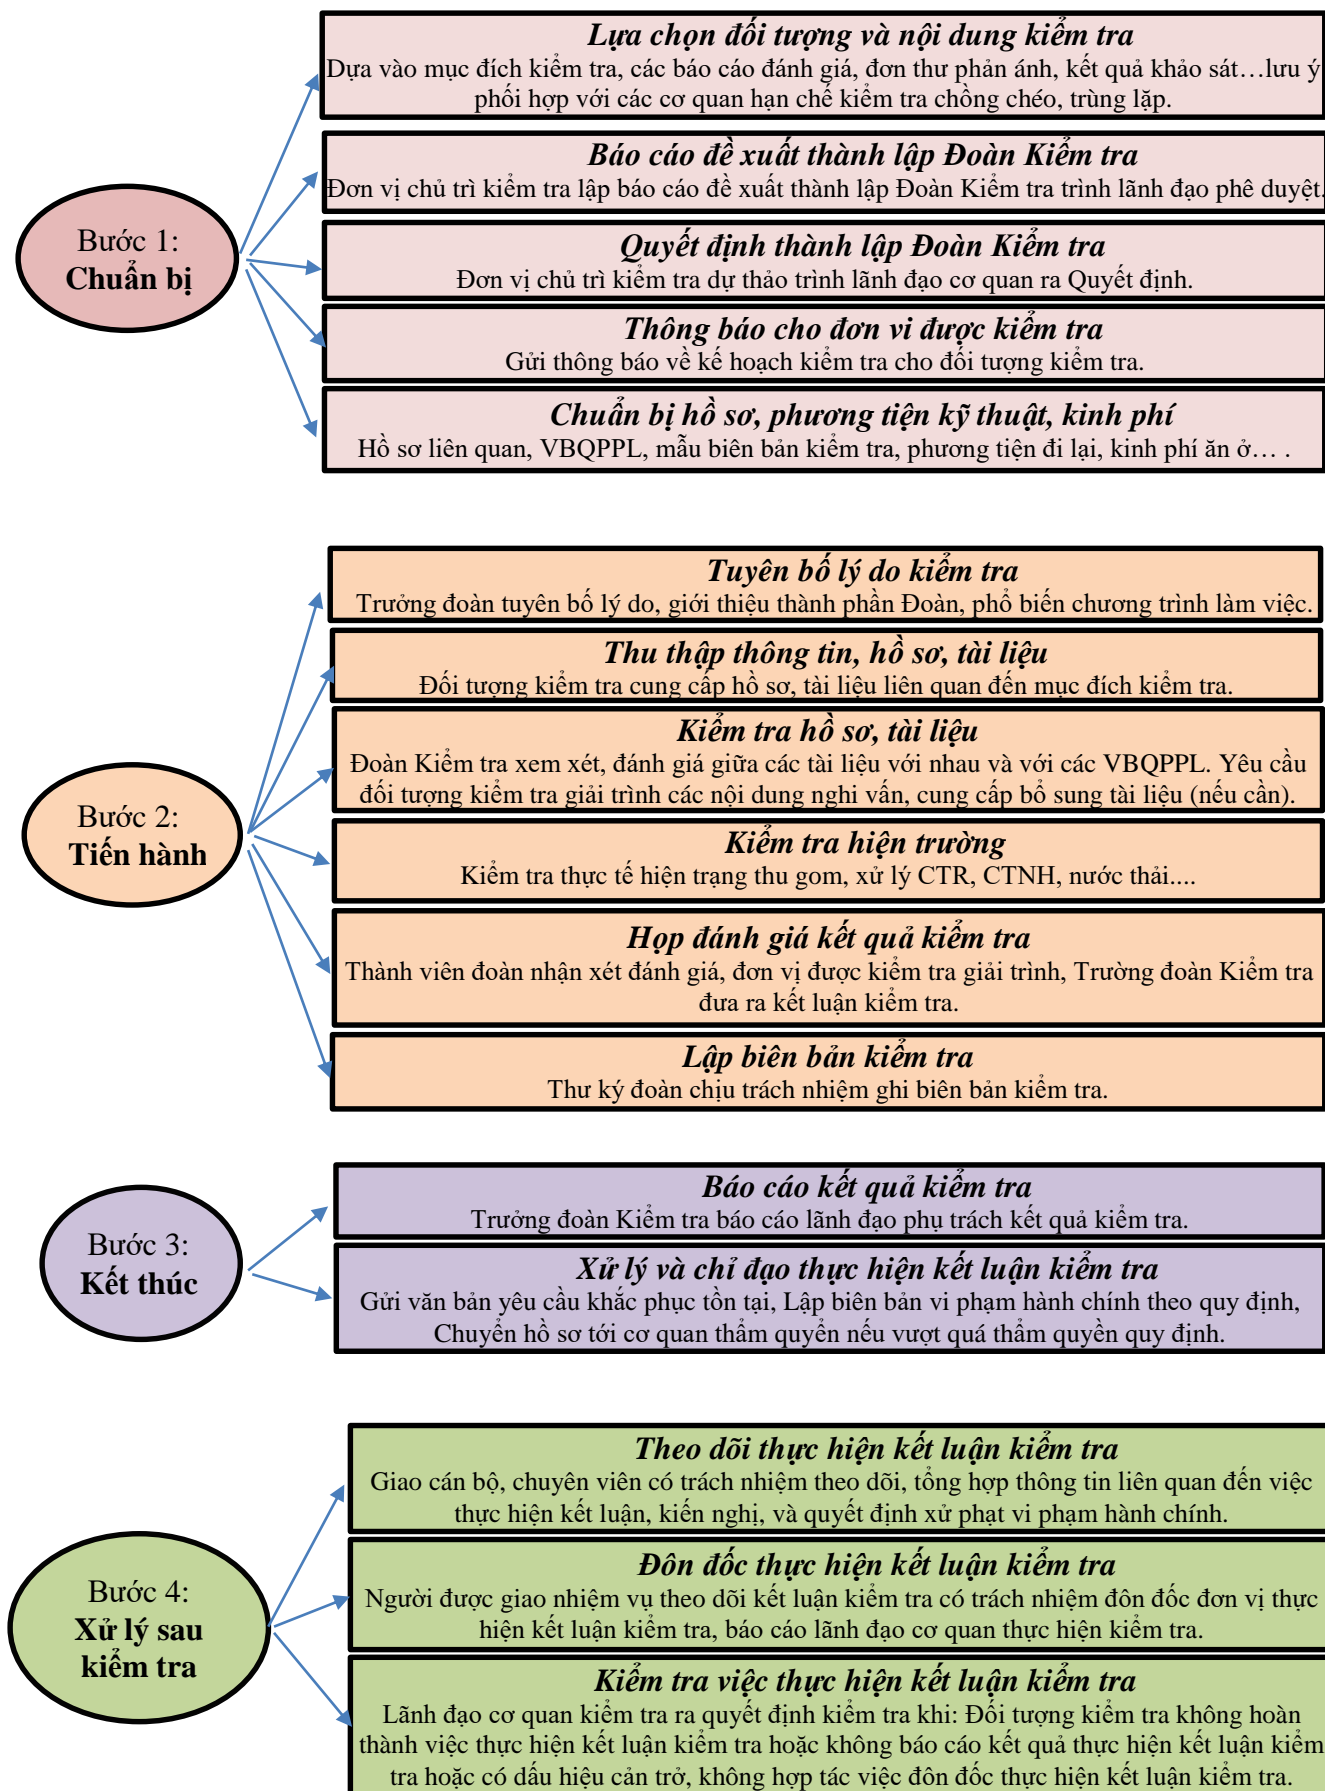 Lựa chọn đối tượng và nội dung kiểm tra
Dựa vào mục đích kiểm tra, các báo cáo đánh giá, đơn thư phản ánh, kết quả khảo sát…lưu ý
phối hợp với các cơ quan hạn chế kiểm tra chồng chéo, trùng lặp.
Báo cáo đề xuất thành lập Đoàn Kiểm tra
Đơn vị chủ trì kiểm tra lập báo cáo đề xuất thành lập Đoàn Kiểm tra trình lãnh đạo phê duyệt.
Bước 1:
Chuẩn bị
Quyết định thành lập Đoàn Kiểm tra
Đơn vị chủ trì kiểm tra dự thảo trình lãnh đạo cơ quan ra Quyết định.
Thông báo cho đơn vi được kiểm tra
Gửi thông báo về kế hoạch kiểm tra cho đối tượng kiểm tra.
Chuẩn bị hồ sơ, phương tiện kỹ thuật, kinh phí
Hồ sơ liên quan, VBQPPL, mẫu biên bản kiểm tra, phương tiện đi lại, kinh phí ăn ở… .
Tuyên bố lý do kiểm tra
Trưởng đoàn tuyên bố lý do, giới thiệu thành phần Đoàn, phổ biến chương trình làm việc.
Thu thập thông tin, hồ sơ, tài liệu
Đối tượng kiểm tra cung cấp hồ sơ, tài liệu liên quan đến mục đích kiểm tra.
Kiểm tra hồ sơ, tài liệu
Đoàn Kiểm tra xem xét, đánh giá giữa các tài liệu với nhau và với các VBQPPL. Yêu cầu
đối tượng kiểm tra giải trình các nội dung nghi vấn, cung cấp bổ sung tài liệu (nếu cần).
Bước 2:
Tiến hành
Kiểm tra hiện trường
Kiểm tra thực tế hiện trạng thu gom, xử lý CTR, CTNH, nước thải....
Họp đánh giá kết quả kiểm tra
Thành viên đoàn nhận xét đánh giá, đơn vị được kiểm tra giải trình, Trường đoàn Kiểm tra
đưa ra kết luận kiểm tra.
Lập biên bản kiểm tra
Thư ký đoàn chịu trách nhiệm ghi biên bản kiểm tra.
Báo cáo kết quả kiểm tra
Trưởng đoàn Kiểm tra báo cáo lãnh đạo phụ trách kết quả kiểm tra.
Bước 3:
Kết thúc
Xử lý và chỉ đạo thực hiện kết luận kiểm tra
Gửi văn bản yêu cầu khắc phục tồn tại, Lập biên bản vi phạm hành chính theo quy định,
Chuyển hồ sơ tới cơ quan thẩm quyển nếu vượt quá thẩm quyền quy định.
Theo dõi thực hiện kết luận kiểm tra
Giao cán bộ, chuyên viên có trách nhiệm theo dõi, tổng hợp thông tin liên quan đến việc
thực hiện kết luận, kiến nghị, và quyết định xử phạt vi phạm hành chính.
Đôn đốc thực hiện kết luận kiểm tra
Người được giao nhiệm vụ theo dõi kết luận kiểm tra có trách nhiệm đôn đốc đơn vị thực
hiện kết luận kiểm tra, báo cáo lãnh đạo cơ quan thực hiện kiểm tra.
Bước 4:
Xử lý sau
kiểm tra
Kiểm tra việc thực hiện kết luận kiểm tra
Lãnh đạo cơ quan kiểm tra ra quyết định kiểm tra khi: Đối tượng kiểm tra không hoàn
thành việc thực hiện kết luận kiểm tra hoặc không báo cáo kết quả thực hiện kết luận kiểm
tra hoặc có dấu hiệu cản trở, không hợp tác việc đôn đốc thực hiện kết luận kiểm tra.